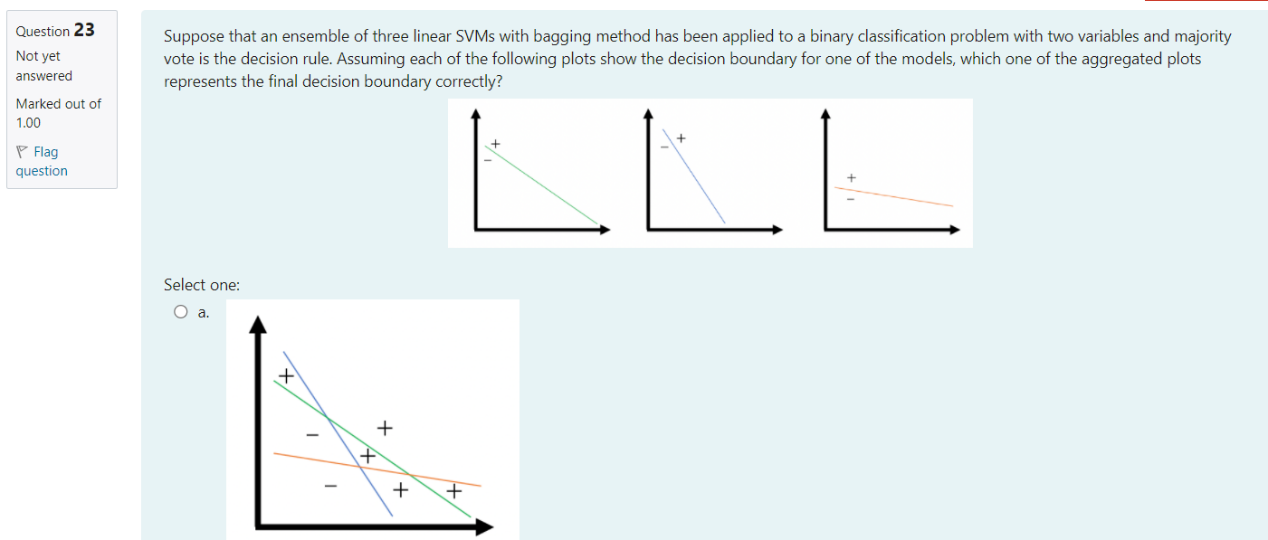 Question 23
Not yet
answered
Marked out of
1.00
Flag
question
Suppose that an ensemble of three linear SVMs with bagging method has been applied to a binary classification problem with two variables and majority
vote is the decision rule. Assuming each of the following plots show the decision boundary for one of the models, which one of the aggregated plots
represents the final decision boundary correctly?
+
−
+
−
+
−
Select one:
a.
+
+
−
+
−
+
+